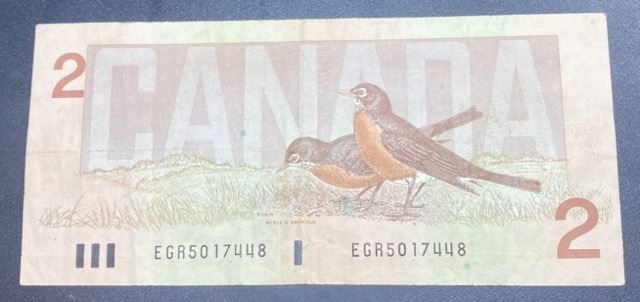 CANADA
2
ROBIN
MERLE D'AMÉRIQUE
2
EGR5017448 EGR5017448